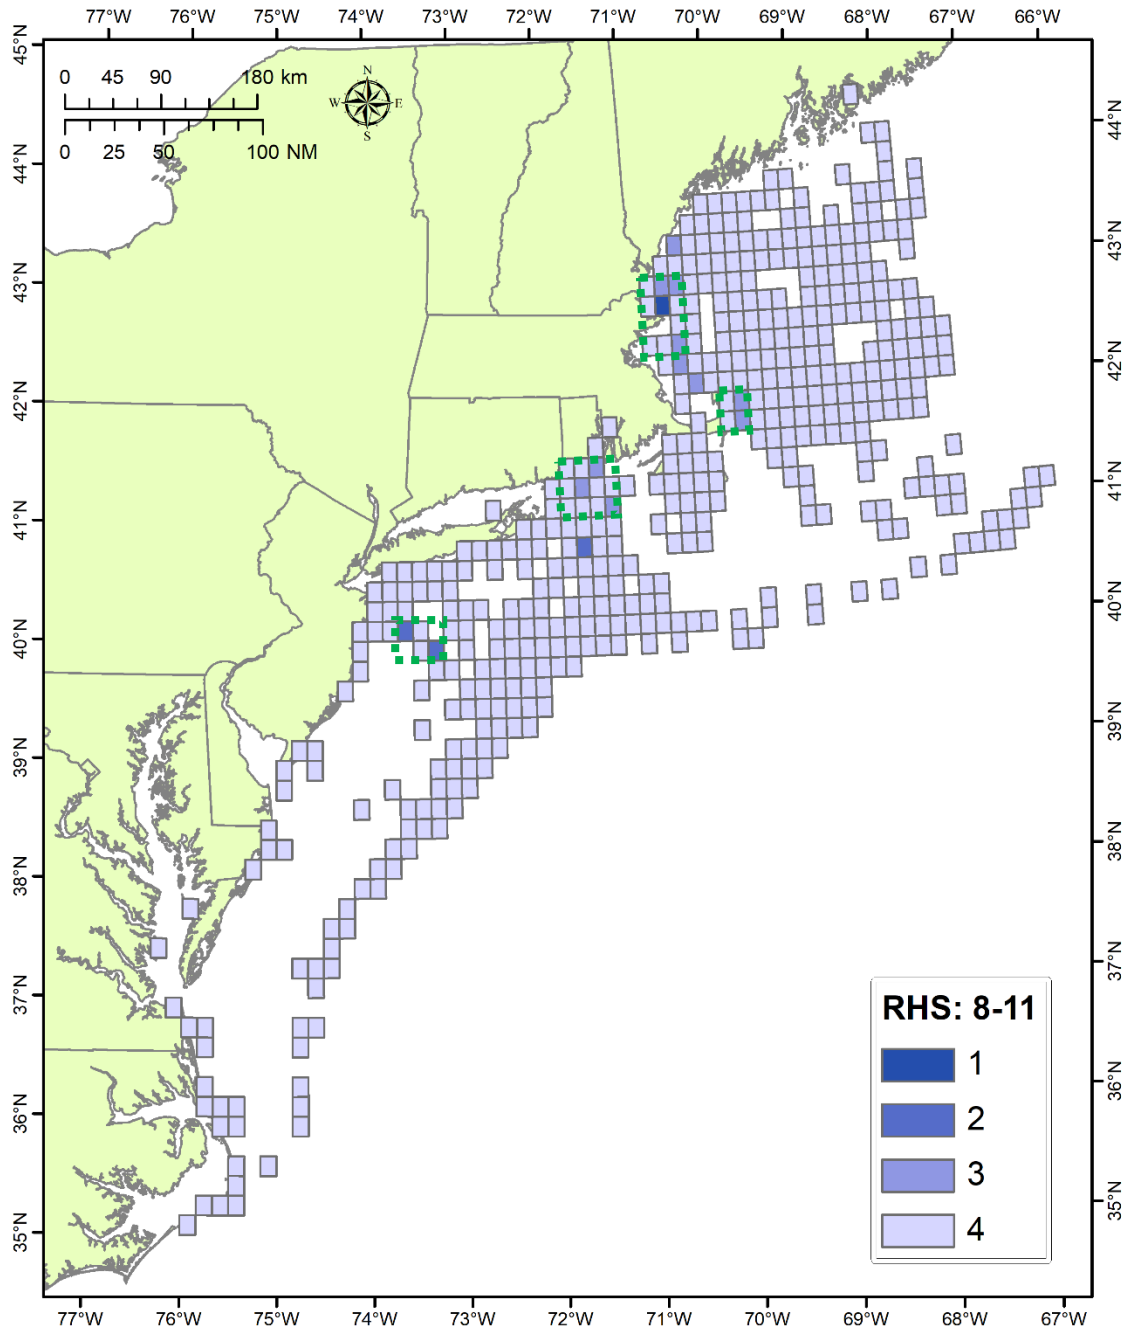 77°W 76°W 75°W 74°W 73°W 72°W 71°W 70°W 69°W 68°W 67°W 66°W
45°N
44°N
43°N
42°N
41°N
40°N
39°N
38°N
37°N
36°N
35°N
0 45 90 180 km
0 25 50 100 NM
N
W E
S
44°N
43°N
42°N
41°N
40°N
39°N
38°N
37°N
36°N
35°N
RHS: 8-11
1
2
3
4
77°W 76°W 75°W 74°W 73°W 72°W 71°W 70°W 69°W 68°W 67°W